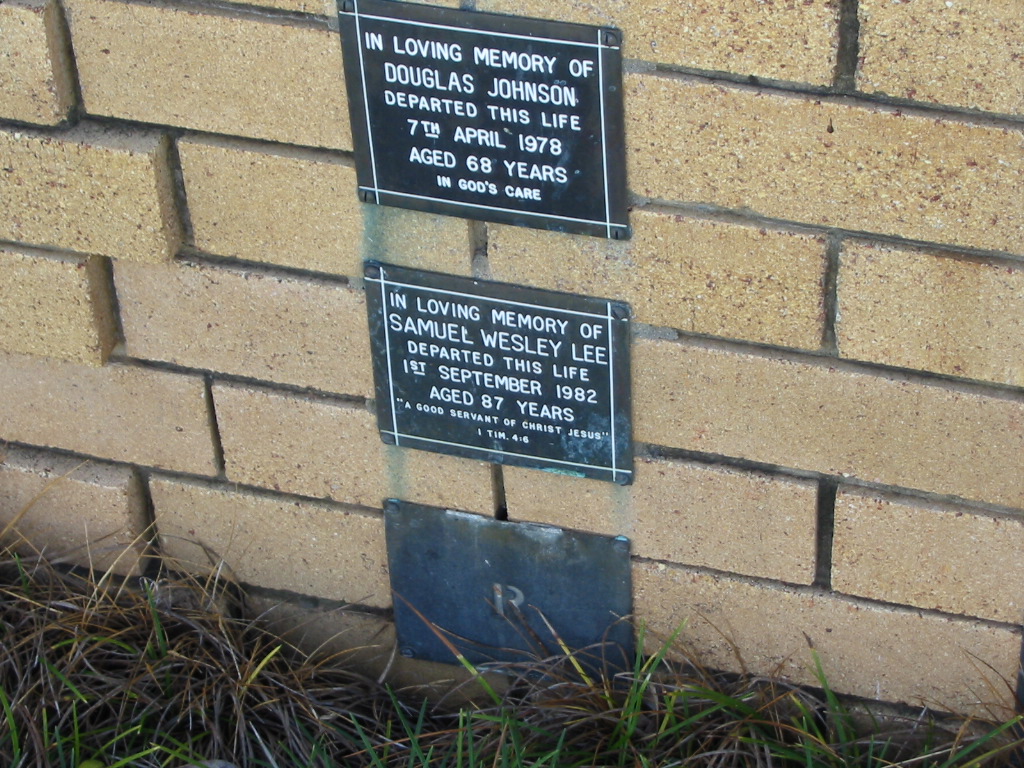 IN LOVING MEMORY OF
DOUGLAS JOHNSON
DEPARTED THIS LIFE
7TH APRIL 1978
AGED 68 YEARS
IN GOD'S CARE
IN LOVING MEMORY OF
SAMUEL WESLEY LEE
DEPARTED THIS LIFE
1ST SEPTEMBER 1982
AGED 87 YEARS
"A GOOD SERVANT OF CHRIST JESUS"
1 TIM. 4:6
R